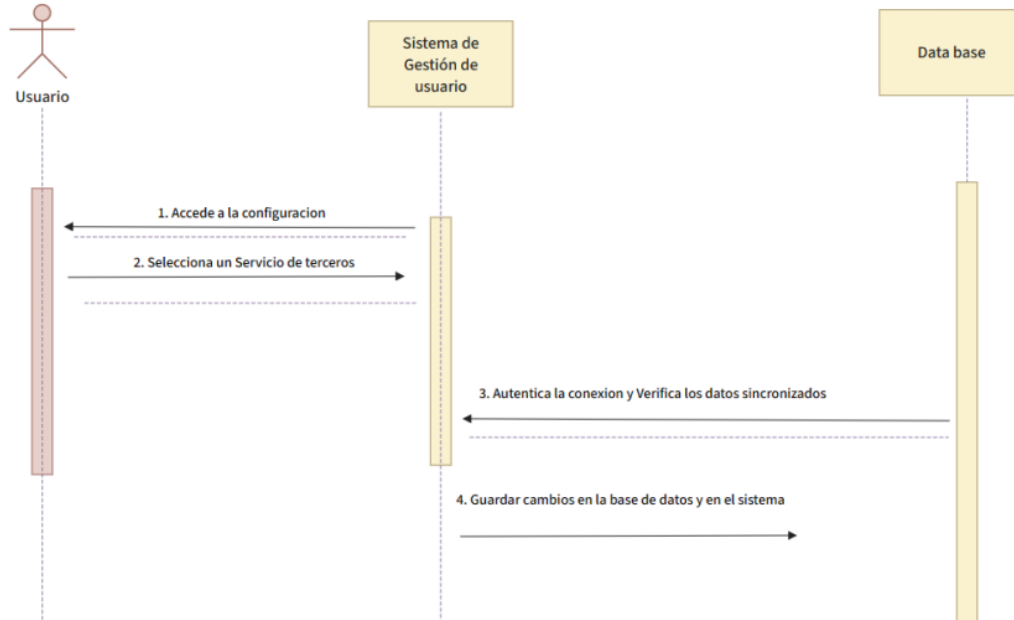 Usuario
Sistema de
Gestión de
usuario
Data base
1. Accede a la configuracion
2. Selecciona un Servicio de terceros
3. Autentica la conexion y Verifica los datos sincronizados
4. Guardar cambios en la base de datos y en el sistema